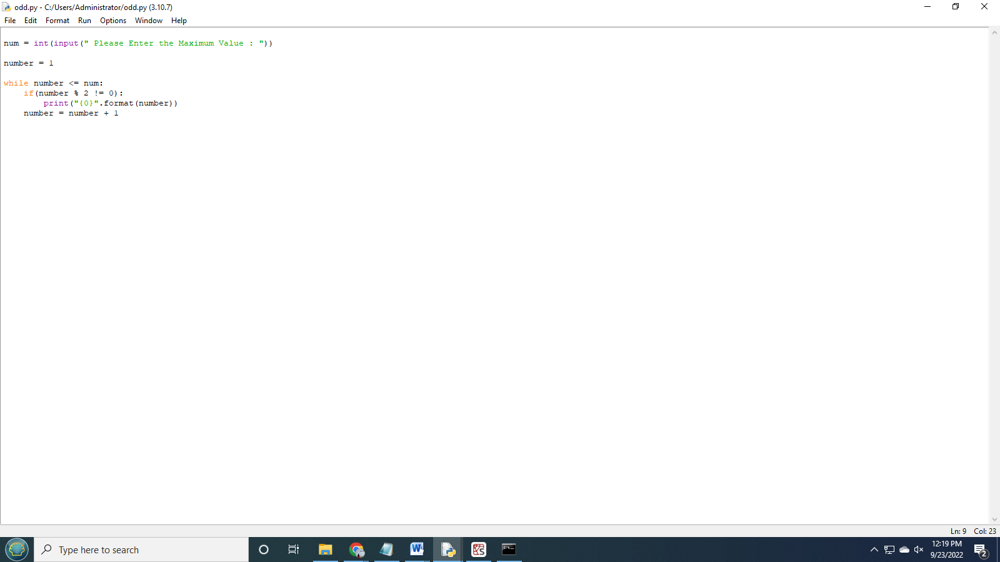 odd.py - C:/Users/Administrator/odd.py (3.10.7)
File Edit Format Run Options Window Help
num = int(input(" Please Enter the Maximum Value : "))
number = 1
while number <= num:
    if(number % 2 != 0):
        print("{0}".format(number))
    number = number + 1
Ln: 9 Col: 23
Type here to search
12:19 PM
9/23/2022
2